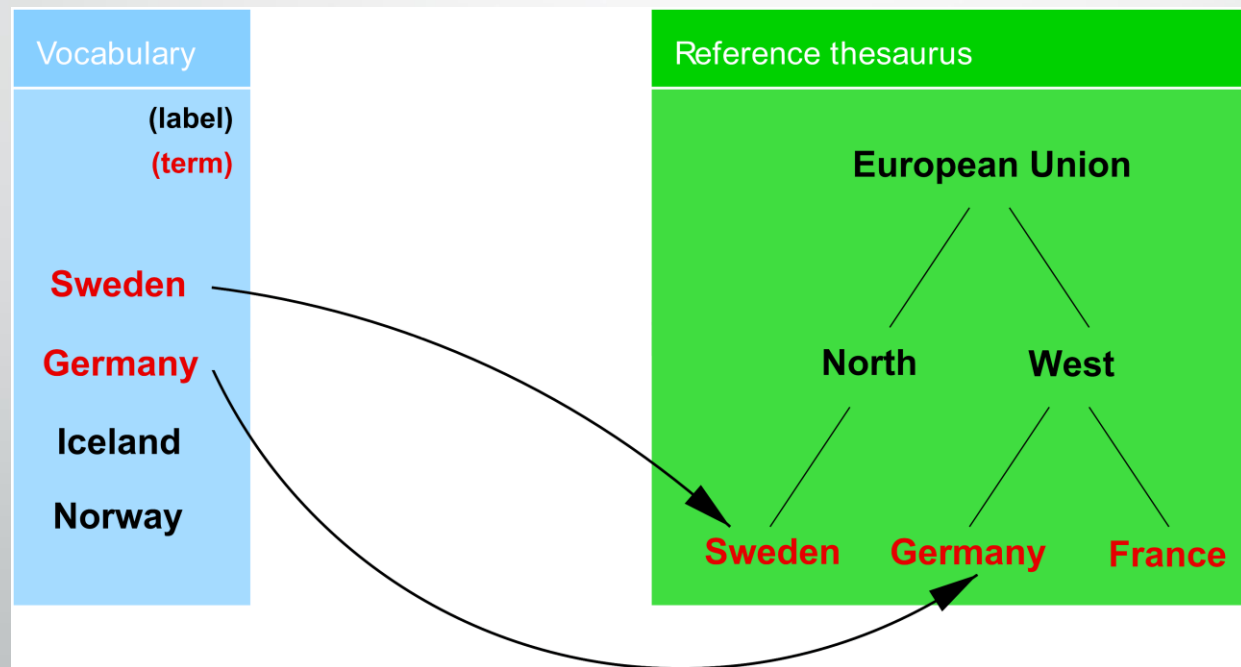 Vocabulary
(label)
(term)
Sweden
Germany
Iceland
Norway
Reference thesaurus
European Union
North West
Sweden Germany France